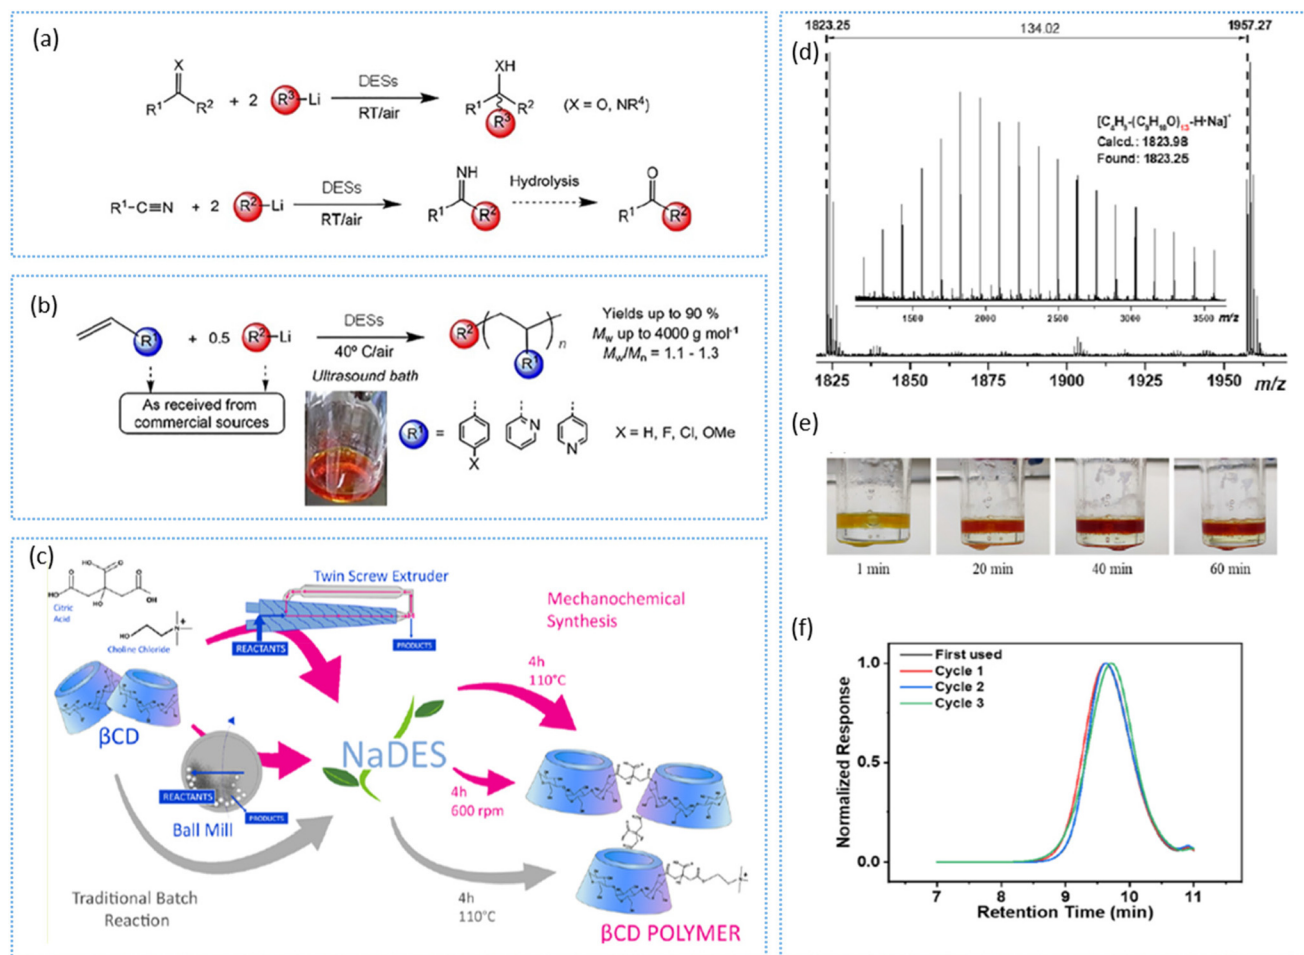 (a)
X
R¹ R² + 2 R³-Li DESs RT/air XH R¹ R² R³ (X = O, NR⁴)
R¹-C≡N + 2 R²-Li DESs RT/air NH R¹ R² Hydrolysis O R¹ R²
(b)
R¹ + 0.5 R²-Li DESs 40º C/air R² R¹ n
Ultrasound bath
Yields up to 90 %
Mw up to 4000 g mol⁻¹
Mw/Mn = 1.1 - 1.3
As received from
commercial sources
R¹ = X N N X = H, F, Cl, OMe
(c)
Citric
Acid
Choline Chloride
βCD
Twin Screw Extruder
REACTANTS
PRODUCTS
Mechanochemical
Synthesis
REACTANTS
PRODUCTS
Ball Mill
NaDES
4h
110°C
4h
600 rpm
Traditional Batch
Reaction
4h
110°C
βCD POLYMER
(d)
1823.25 134.02 1957.27
[C₄H₉-(C₉H₁₀O)₁₃-H·Na]⁺
Calcd.: 1823.98
Found: 1823.25
1500 2000 2500 3000 3500 m/z
1825 1850 1875 1900 1925 1950 m/z
(e)
1 min 20 min 40 min 60 min
(f)
First used
Cycle 1
Cycle 2
Cycle 3
Normalized Response
1.0
0.5
0.0
7 8 9 10 11
Retention Time (min)